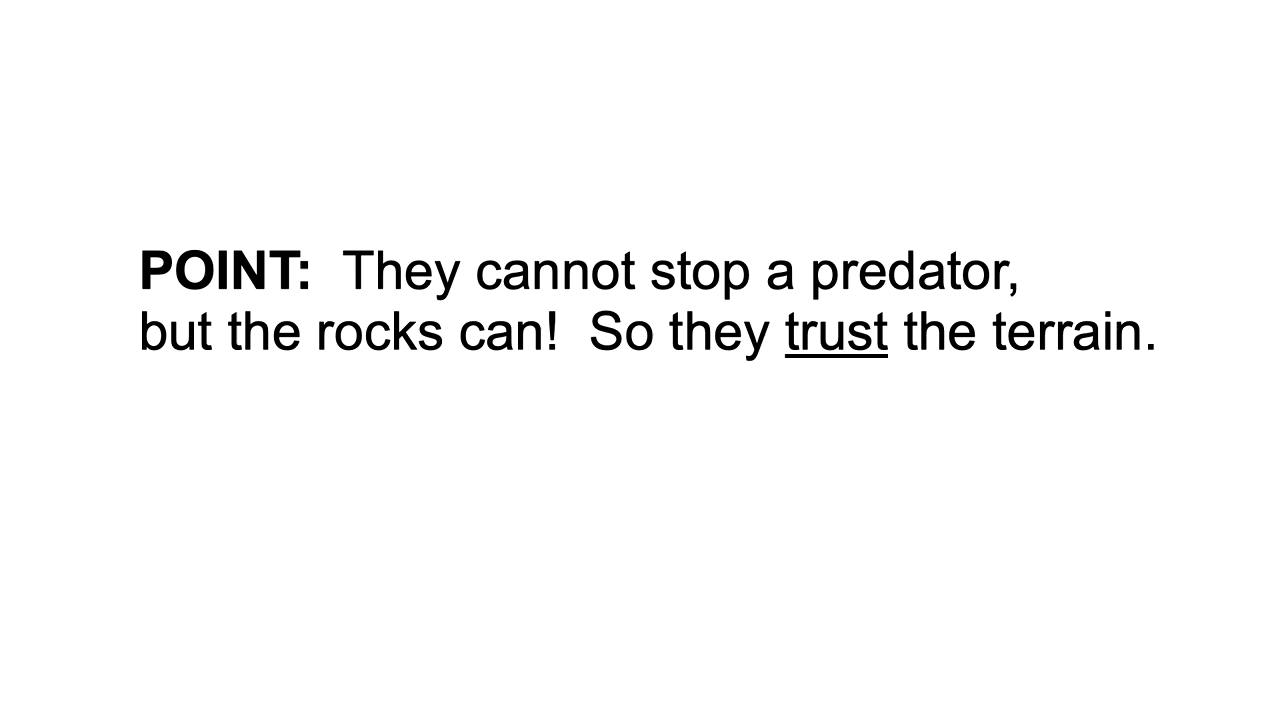 POINT:  They cannot stop a predator,
but the rocks can!  So they trust the terrain.